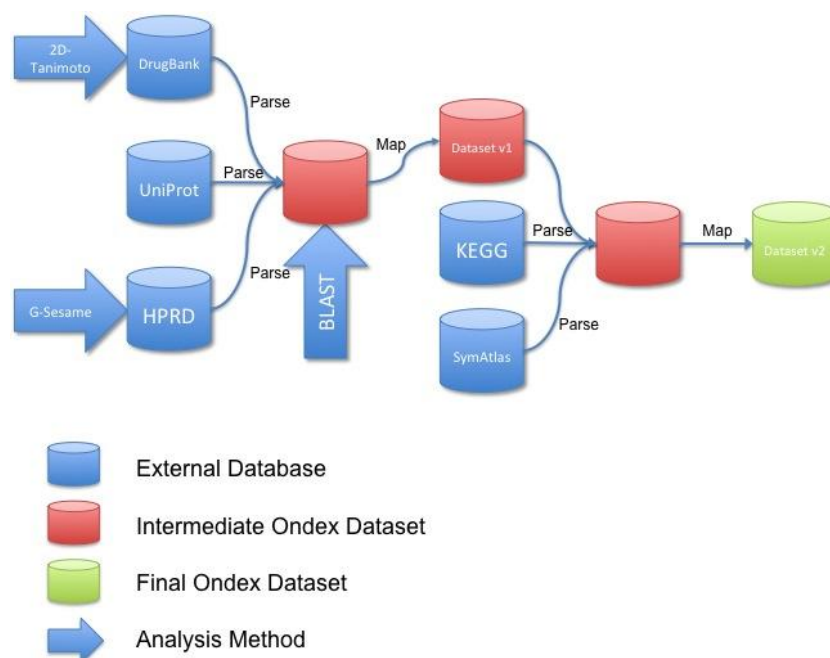 2D-
Tanimoto
DrugBank
Parse
UniProt
Parse
G-Sesame
HPRD
Parse
BLAST
Map
Dataset v1
KEGG
Parse
SymAtlas
Parse
Map
Dataset v2
External Database
Intermediate Ondex Dataset
Final Ondex Dataset
Analysis Method